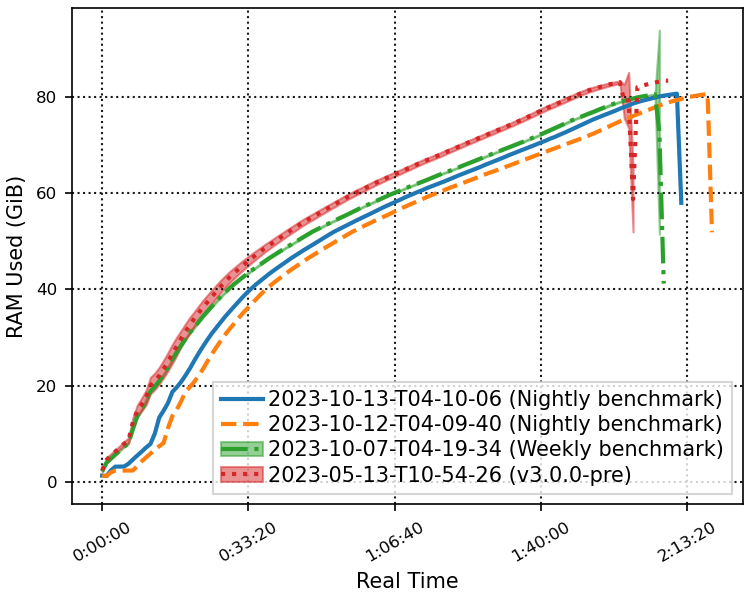 80
60
40
20
0
RAM Used (GiB)
2023-10-13-T04-10-06 (Nightly benchmark)
2023-10-12-T04-09-40 (Nightly benchmark)
2023-10-07-T04-19-34 (Weekly benchmark)
2023-05-13-T10-54-26 (v3.0.0-pre)
0:00:00
0:33:20
1:06:40
1:40:00
2:13:20
Real Time